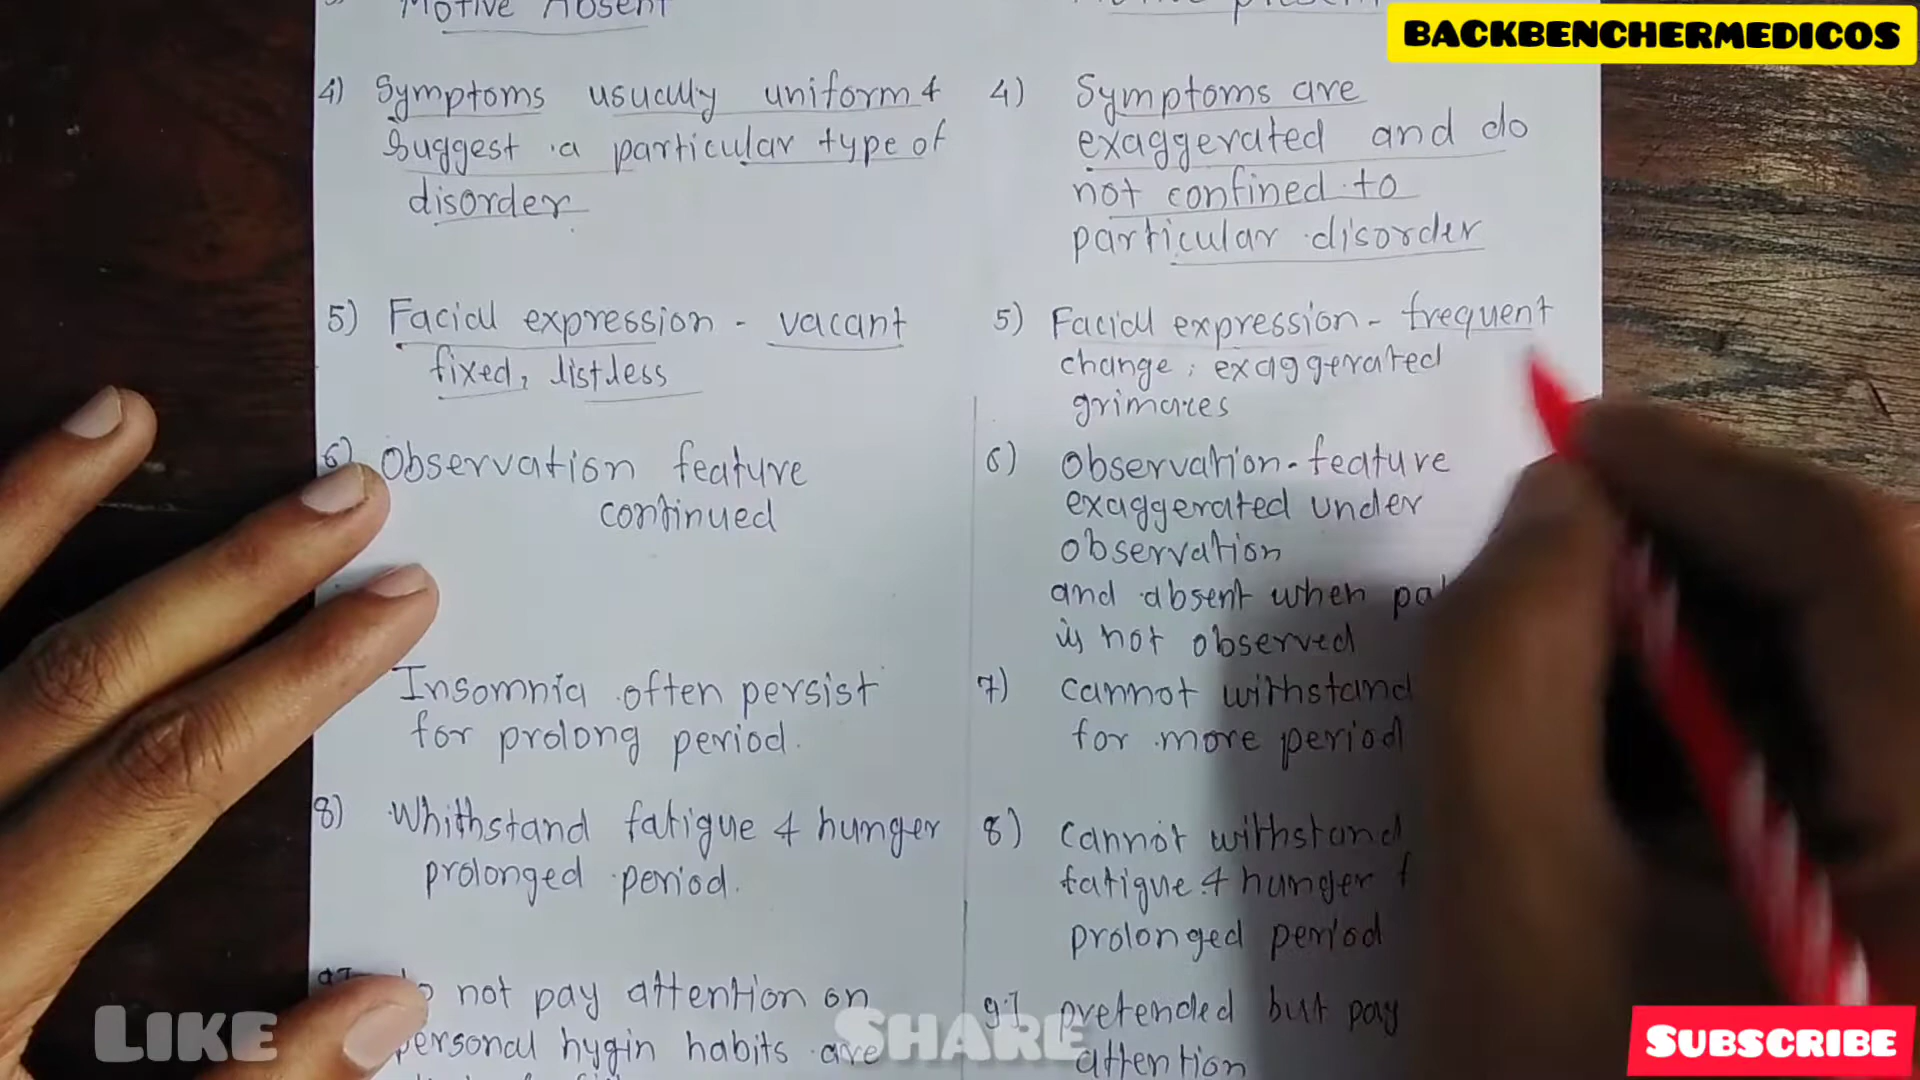 Motive Absent
BACKBENCHERMEDICOS
4) Symptoms usually uniform &
Suggest a particular type of
disorder
4) Symptoms are
exaggerated and do
not confined to
particular disorder
5) Facial expression - vacant
fixed, listless
5) Facial expression - frequent
change, exaggerated
grimaces
6) Observation feature
continued
6) Observation-feature
exaggerated under
observation
and absent when
is not observed
Insomnia often persist
for prolong period.
7) cannot withstand
for more period
8) Whithstand fatigue & hunger
prolonged period.
8) cannot withstand
fatigue & hunger
prolonged period
not pay attention on
personal hygin habits are
9) pretended but pay
attention
LIKE
SHARE
SUBSCRIBE